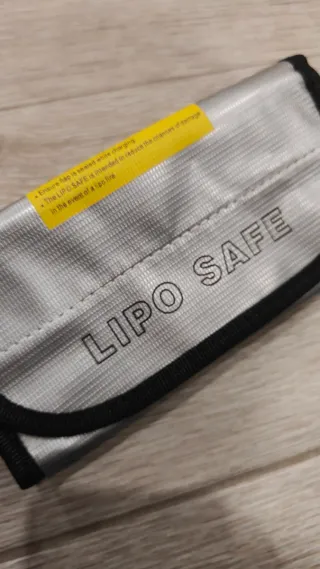 • Ensure bag is sealed while charging.
• The LIPO SAFE is intended to reduce the chances of damage
in the event of a lipo fire
LIPO SAFE